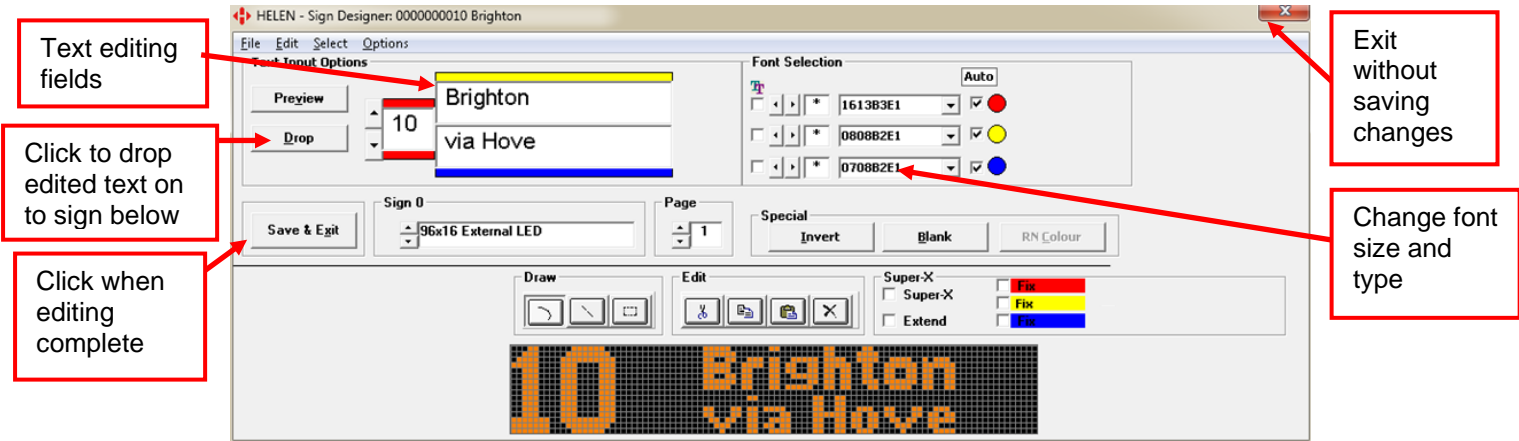 HELEN - Sign Designer: 0000000010 Brighton
File Edit Select Options
Text editing
fields
Click to drop
edited text on
to sign below
Click when
editing
complete
Text Input Options
Preview
Drop
10
Brighton
via Hove
Font Selection
Auto
* 1613B3E1
* 0808B2E1
* 0708B2E1
Save & Exit
Sign 0
96x16 External LED
Page
1
Special
Invert Blank RN Colour
Draw
Edit
Super-X
Super-X
Extend
Fix
Fix
Fix
10 Brighton
via Hove
Exit
without
saving
changes
Change font
size and
type